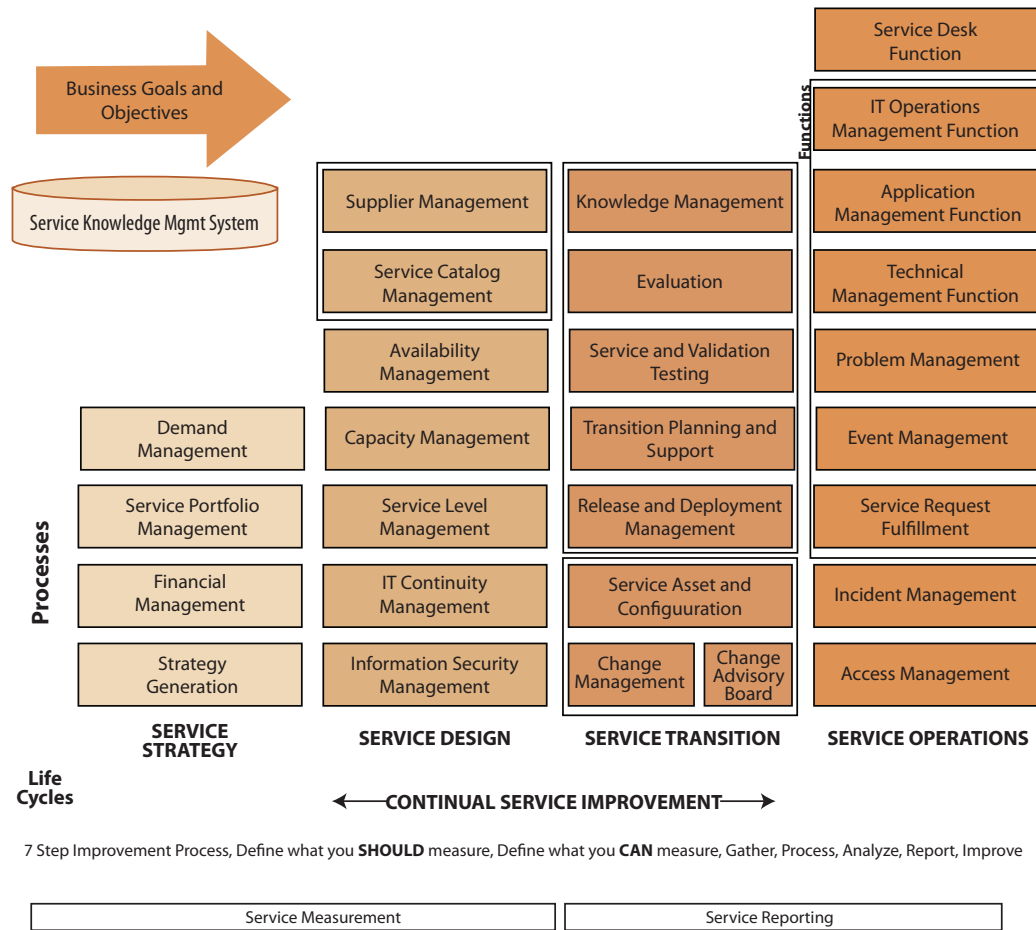 Business Goals and
Objectives
Service Knowledge Mgmt System
Processes
Demand
Management
Service Portfolio
Management
Financial
Management
Strategy
Generation
SERVICE
STRATEGY
Supplier Management
Service Catalog
Management
Availability
Management
Capacity Management
Service Level
Management
IT Continuity
Management
Information Security
Management
SERVICE DESIGN
Knowledge Management
Evaluation
Service and Validation
Testing
Transition Planning and
Support
Release and Deployment
Management
Service Asset and
Configuuration
Change
Management
Change
Advisory
Board
SERVICE TRANSITION
Functions
Service Desk
Function
IT Operations
Management Function
Application
Management Function
Technical
Management Function
Problem Management
Event Management
Service Request
Fulfillment
Incident Management
Access Management
SERVICE OPERATIONS
Life
Cycles
CONTINUAL SERVICE IMPROVEMENT
7 Step Improvement Process, Define what you SHOULD measure, Define what you CAN measure, Gather, Process, Analyze, Report, Improve
Service Measurement
Service Reporting